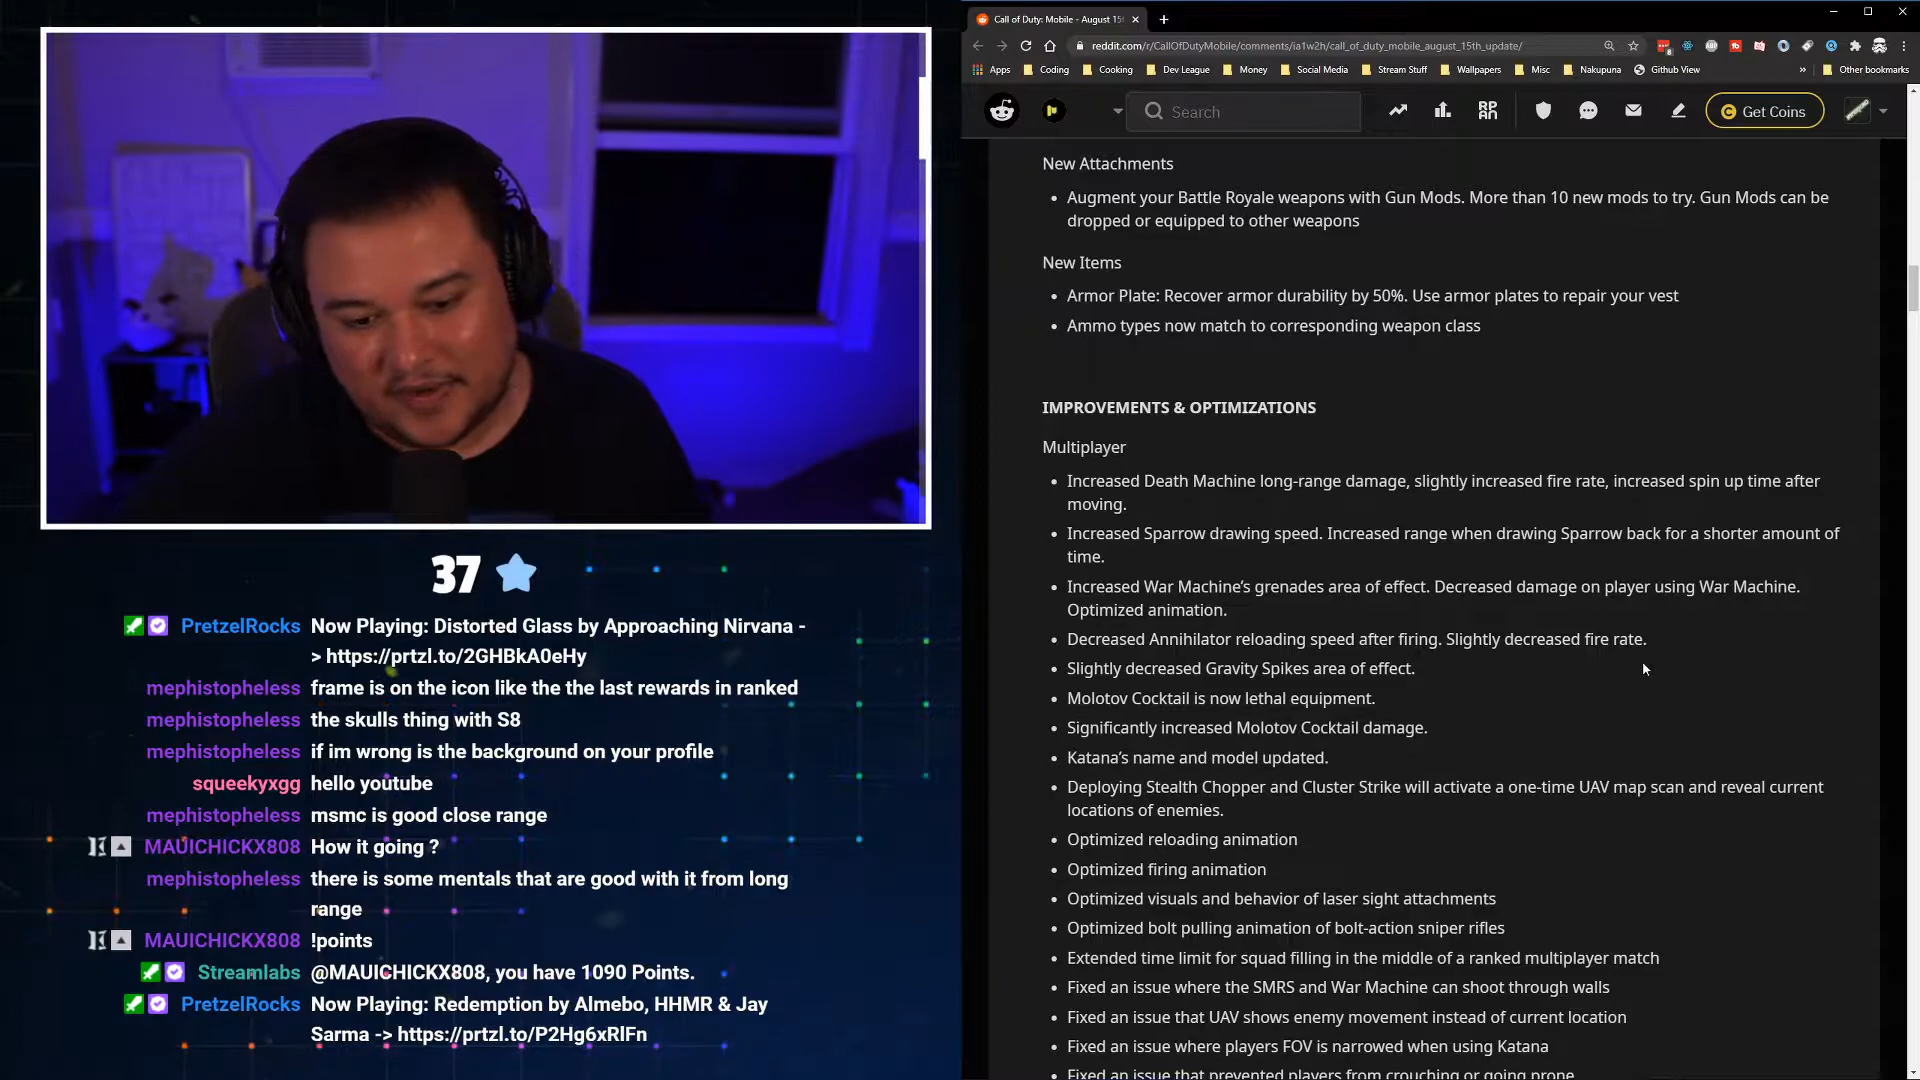 Call of Duty: Mobile - August 15t
reddit.com/r/CallOfDutyMobile/comments/ia1w2h/call_of_duty_mobile_august_15th_update/
Apps Coding Cooking Dev League Money Social Media Stream Stuff Wallpapers Misc Nakupuna Github View » Other bookmarks
Search
Get Coins
New Attachments
• Augment your Battle Royale weapons with Gun Mods. More than 10 new mods to try. Gun Mods can be
dropped or equipped to other weapons
New Items
• Armor Plate: Recover armor durability by 50%. Use armor plates to repair your vest
• Ammo types now match to corresponding weapon class
IMPROVEMENTS & OPTIMIZATIONS
Multiplayer
• Increased Death Machine long-range damage, slightly increased fire rate, increased spin up time after
moving.
• Increased Sparrow drawing speed. Increased range when drawing Sparrow back for a shorter amount of
time.
• Increased War Machine’s grenades area of effect. Decreased damage on player using War Machine.
Optimized animation.
• Decreased Annihilator reloading speed after firing. Slightly decreased fire rate.
• Slightly decreased Gravity Spikes area of effect.
• Molotov Cocktail is now lethal equipment.
• Significantly increased Molotov Cocktail damage.
• Katana’s name and model updated.
• Deploying Stealth Chopper and Cluster Strike will activate a one-time UAV map scan and reveal current
locations of enemies.
• Optimized reloading animation
• Optimized firing animation
• Optimized visuals and behavior of laser sight attachments
• Optimized bolt pulling animation of bolt-action sniper rifles
• Extended time limit for squad filling in the middle of a ranked multiplayer match
• Fixed an issue where the SMRS and War Machine can shoot through walls
• Fixed an issue that UAV shows enemy movement instead of current location
• Fixed an issue where players FOV is narrowed when using Katana
• Fixed an issue that prevented players from crouching or going prone
37
PretzelRocks Now Playing: Distorted Glass by Approaching Nirvana -
> https://prtzl.to/2GHBkA0eHy
mephistopheless frame is on the icon like the the last rewards in ranked
mephistopheless the skulls thing with S8
mephistopheless if im wrong is the background on your profile
squeekyxgg hello youtube
mephistopheless msmc is good close range
MAUICHICKX808 How it going ?
mephistopheless there is some mentals that are good with it from long
range
MAUICHICKX808 !points
Streamlabs @MAUICHICKX808, you have 1090 Points.
PretzelRocks Now Playing: Redemption by Almebo, HHMR & Jay
Sarma -> https://prtzl.to/P2Hg6xRlFn